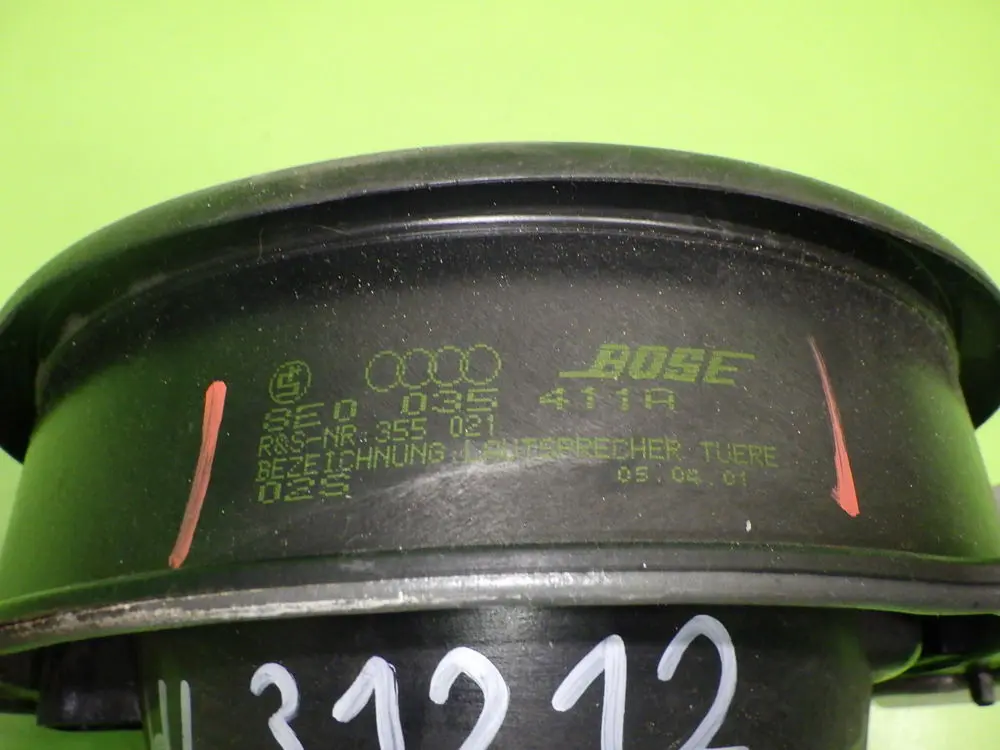 BOSE
8E0 035 411A
R&S-NR.355 021
BEZEICHNUNG LAUTSPRECHER TUERE
02S 05.04.01
31212